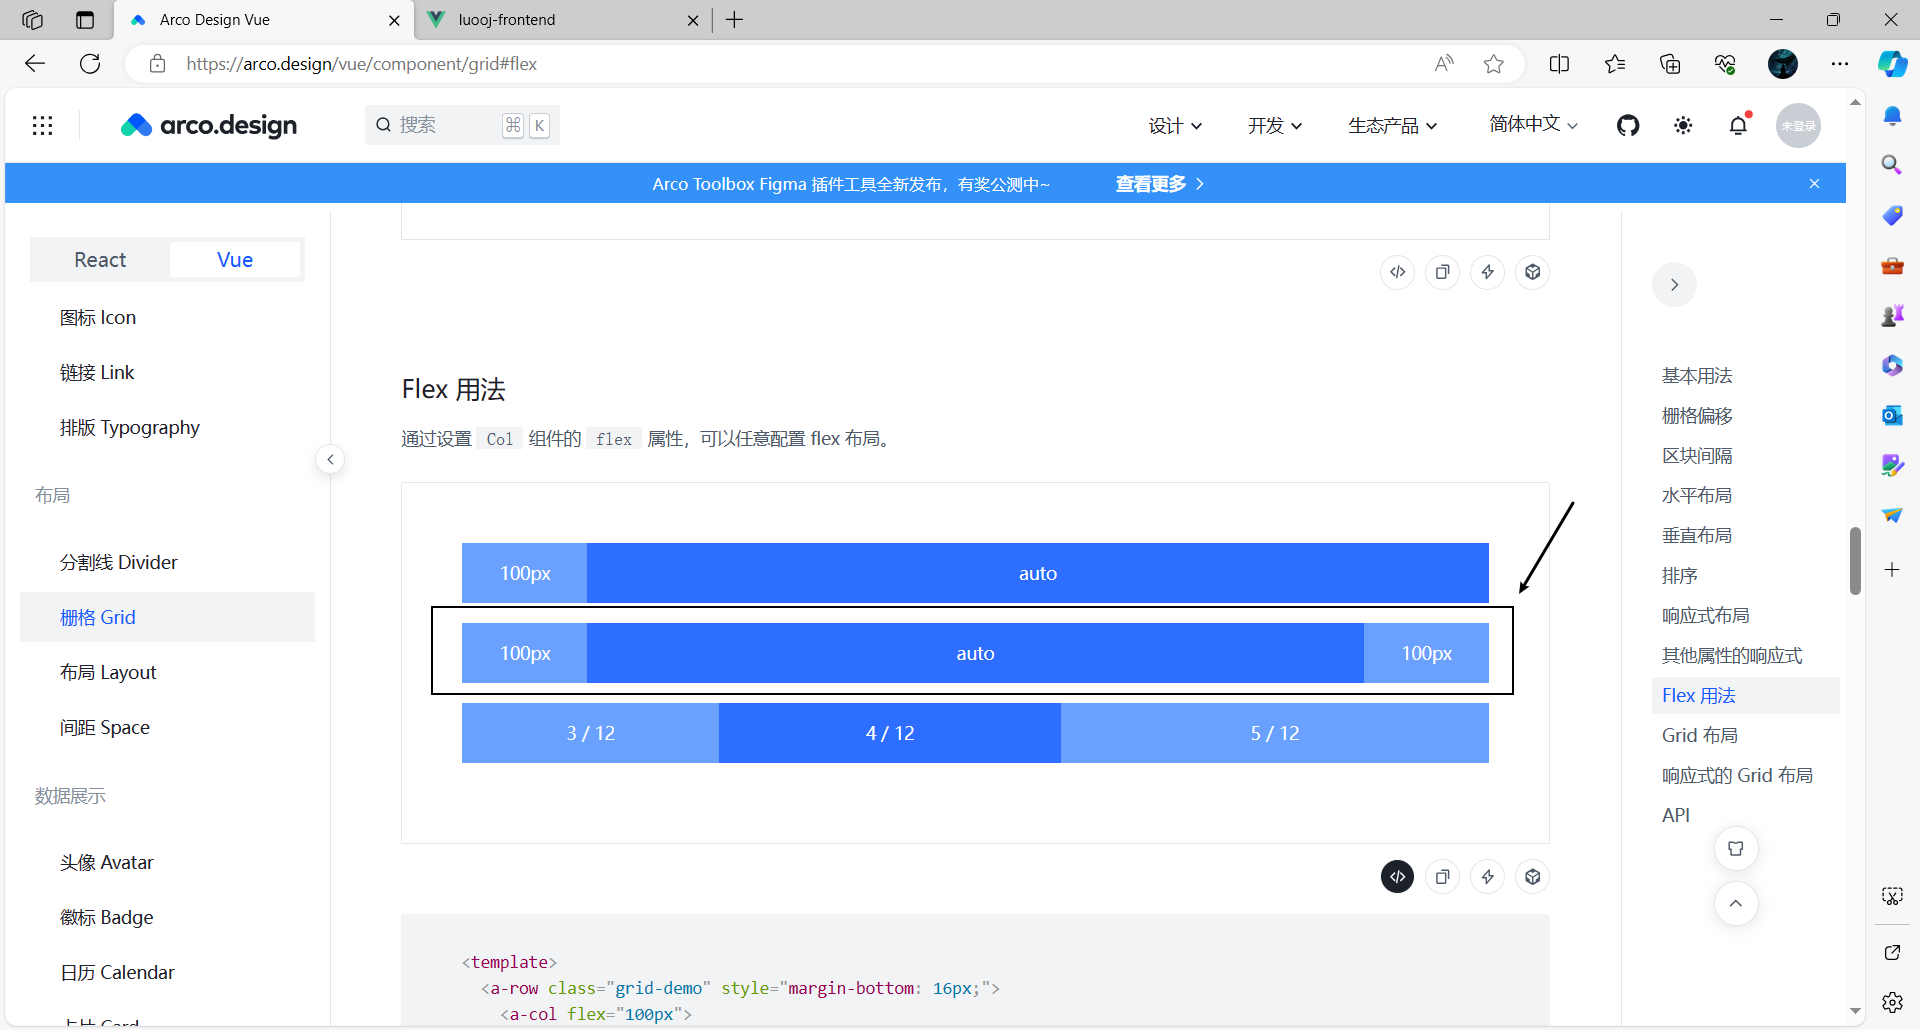 Arco Design Vue
luooj-frontend
https://arco.design/vue/component/grid#flex
arco.design
搜索 ⌘ K
设计
开发
生态产品
简体中文
未登录
Arco Toolbox Figma 插件工具全新发布，有奖公测中~ 查看更多
React
Vue
图标 Icon
链接 Link
排版 Typography
布局
分割线 Divider
栅格 Grid
布局 Layout
间距 Space
数据展示
头像 Avatar
徽标 Badge
日历 Calendar
Flex 用法
通过设置 Col 组件的 flex 属性，可以任意配置 flex 布局。
100px auto
100px auto 100px
3 / 12 4 / 12 5 / 12
<template>
<a-row class="grid-demo" style="margin-bottom: 16px;">
<a-col flex="100px">
基本用法
栅格偏移
区块间隔
水平布局
垂直布局
排序
响应式布局
其他属性的响应式
Flex 用法
Grid 布局
响应式的 Grid 布局
API